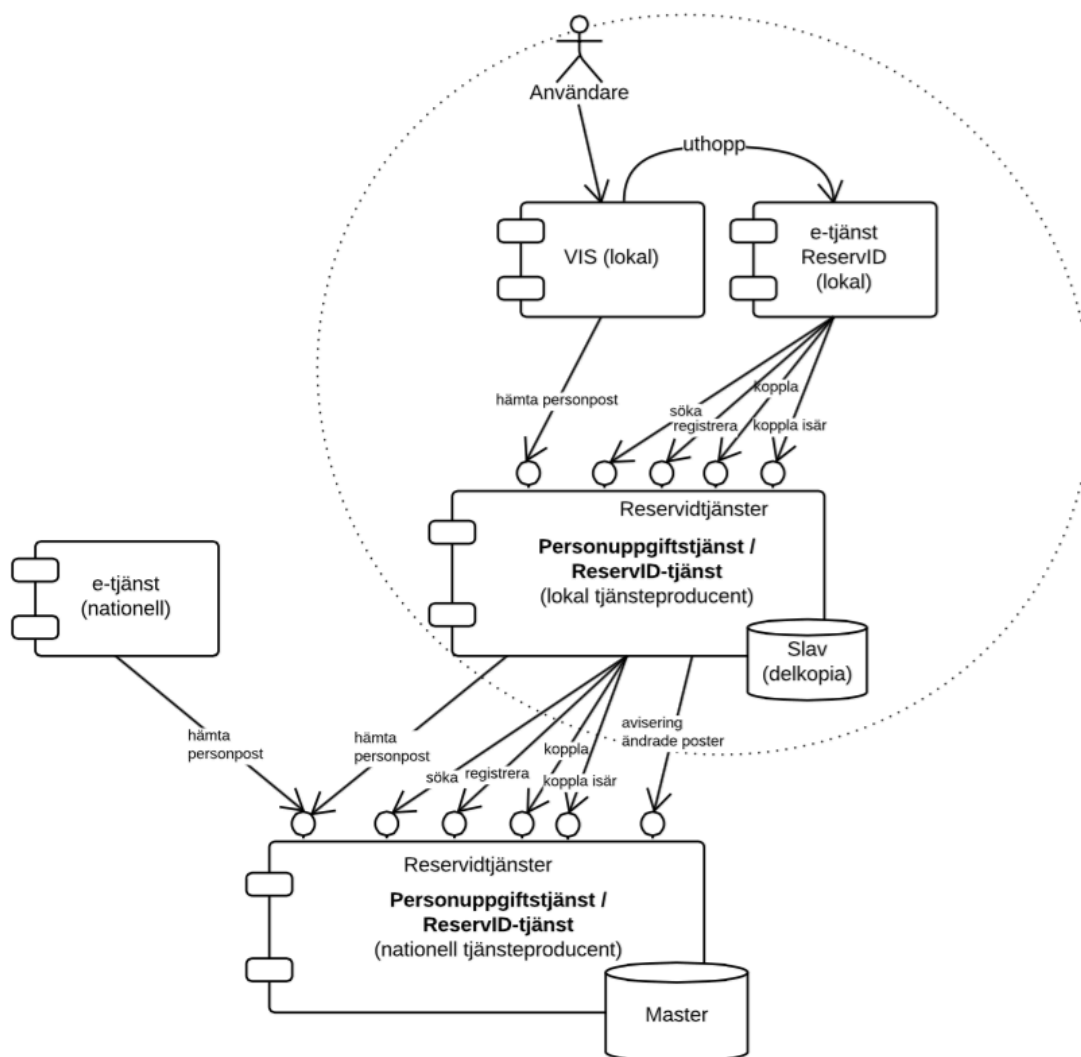 Användare
uthopp
VIS (lokal)
e-tjänst
ReservID
(lokal)
hämta personpost
söka
registrera
koppla
koppla isär
Reservidtjänster
Personuppgiftstjänst /
ReservID-tjänst
(lokal tjänsteproducent)
Slav
(delkopia)
e-tjänst
(nationell)
hämta
personpost
hämta
personpost
söka
registrera
koppla
koppla isär
avisering
ändrade poster
Reservidtjänster
Personuppgiftstjänst /
ReservID-tjänst
(nationell tjänsteproducent)
Master